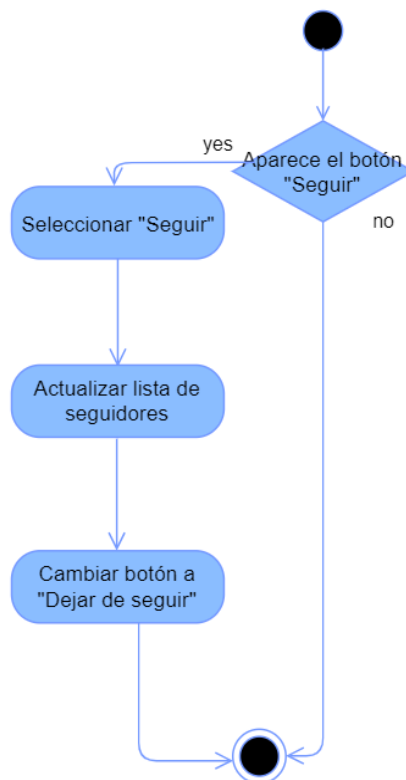 yes
Aparece el botón
"Seguir"
no
Seleccionar "Seguir"
Actualizar lista de
seguidores
Cambiar botón a
"Dejar de seguir"